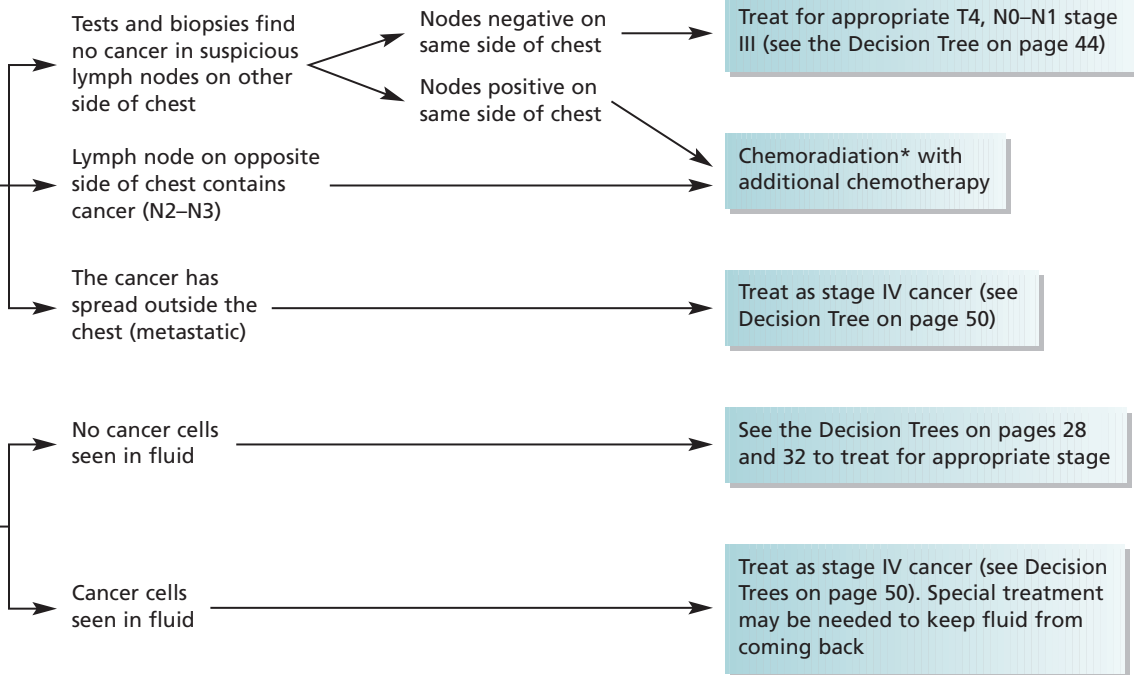 Tests and biopsies find
no cancer in suspicious
lymph nodes on other
side of chest
Nodes negative on
same side of chest
Treat for appropriate T4, N0–N1 stage
III (see the Decision Tree on page 44)
Nodes positive on
same side of chest
Lymph node on opposite
side of chest contains
cancer (N2–N3)
Chemoradiation* with
additional chemotherapy
The cancer has
spread outside the
chest (metastatic)
Treat as stage IV cancer (see
Decision Tree on page 50)
No cancer cells
seen in fluid
See the Decision Trees on pages 28
and 32 to treat for appropriate stage
Cancer cells
seen in fluid
Treat as stage IV cancer (see Decision
Trees on page 50). Special treatment
may be needed to keep fluid from
coming back